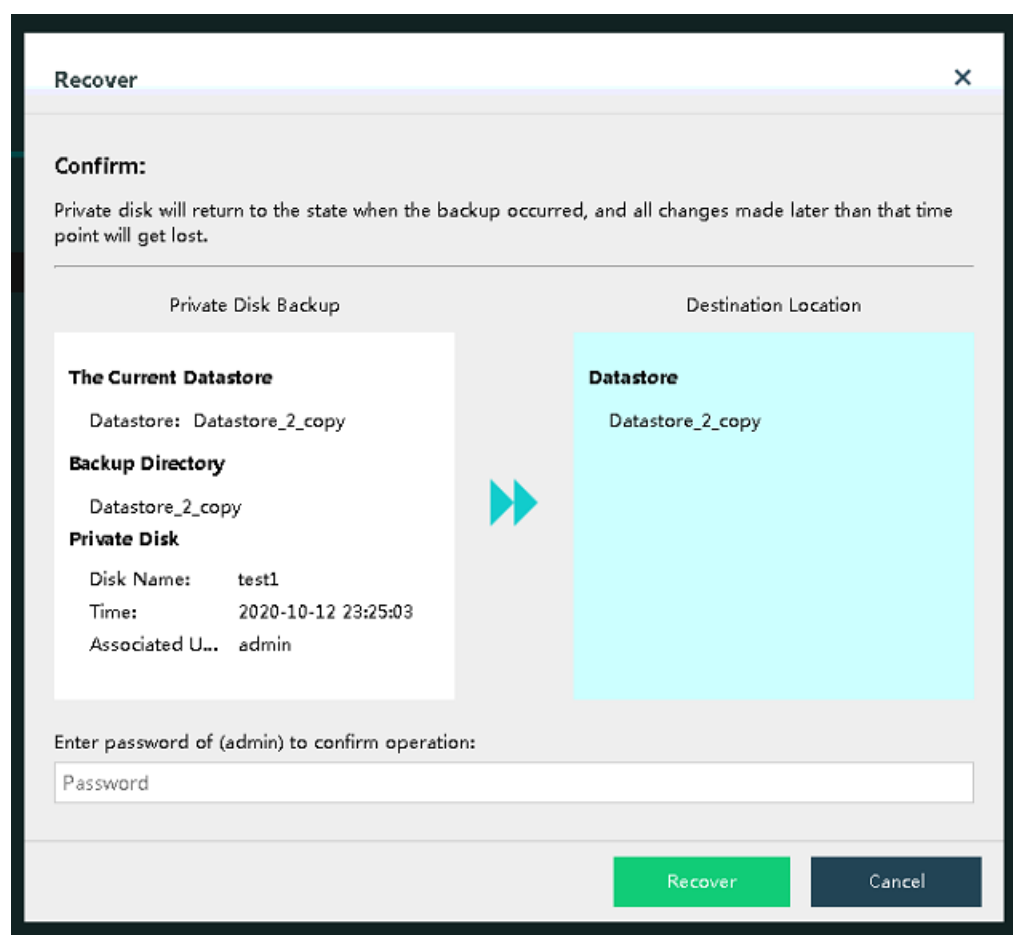 Recover
Confirm:
Private disk will return to the state when the backup occurred, and all changes made later than that time
point will get lost.
Private Disk Backup
The Current Datastore
Datastore: Datastore_2_copy
Backup Directory
Datastore_2_copy
Private Disk
Disk Name: test1
Time: 2020-10-12 23:25:03
Associated U... admin
Destination Location
Datastore
Datastore_2_copy
Enter password of (admin) to confirm operation:
Password
Recover Cancel